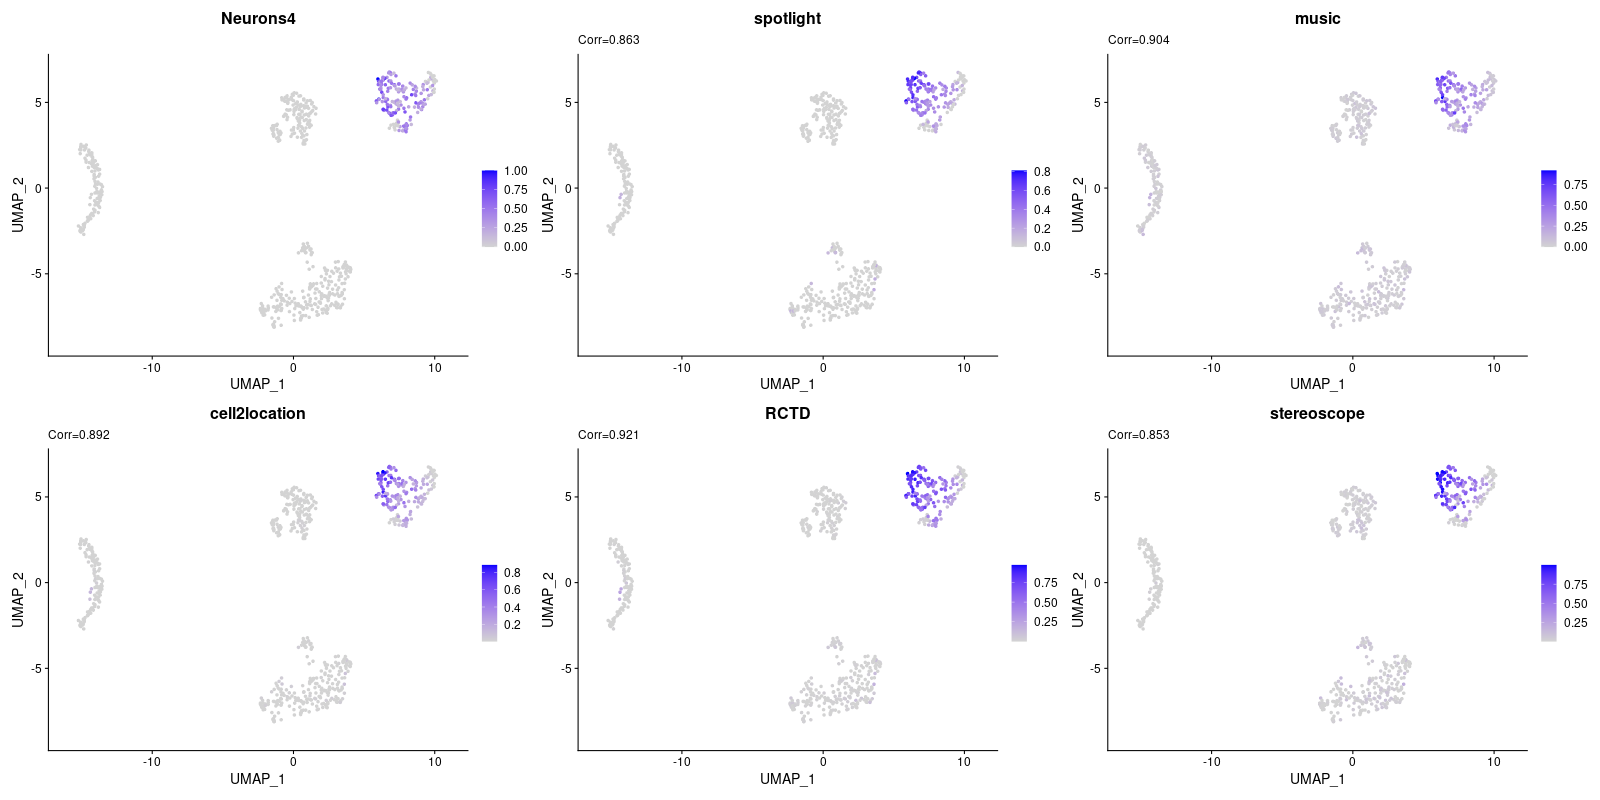 Neurons4
5
0
-5
-10
0
10
UMAP_1
UMAP_2
1.00
0.75
0.50
0.25
0.00
spotlight
Corr=0.863
5
0
-5
-10
0
10
UMAP_1
UMAP_2
0.8
0.6
0.4
0.2
0.0
music
Corr=0.904
5
0
-5
-10
0
10
UMAP_1
UMAP_2
0.75
0.50
0.25
0.00
cell2location
Corr=0.892
5
0
-5
-10
0
10
UMAP_1
UMAP_2
0.8
0.6
0.4
0.2
RCTD
Corr=0.921
5
0
-5
-10
0
10
UMAP_1
UMAP_2
0.75
0.50
0.25
stereoscope
Corr=0.853
5
0
-5
-10
0
10
UMAP_1
UMAP_2
0.75
0.50
0.25